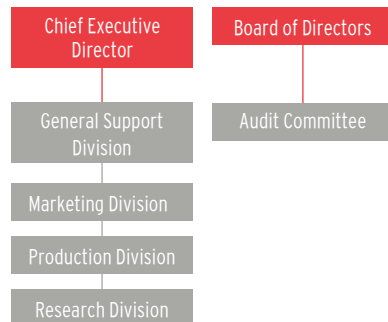 Chief Executive
Director
Board of Directors
General Support
Division
Audit Committee
Marketing Division
Production Division
Research Division